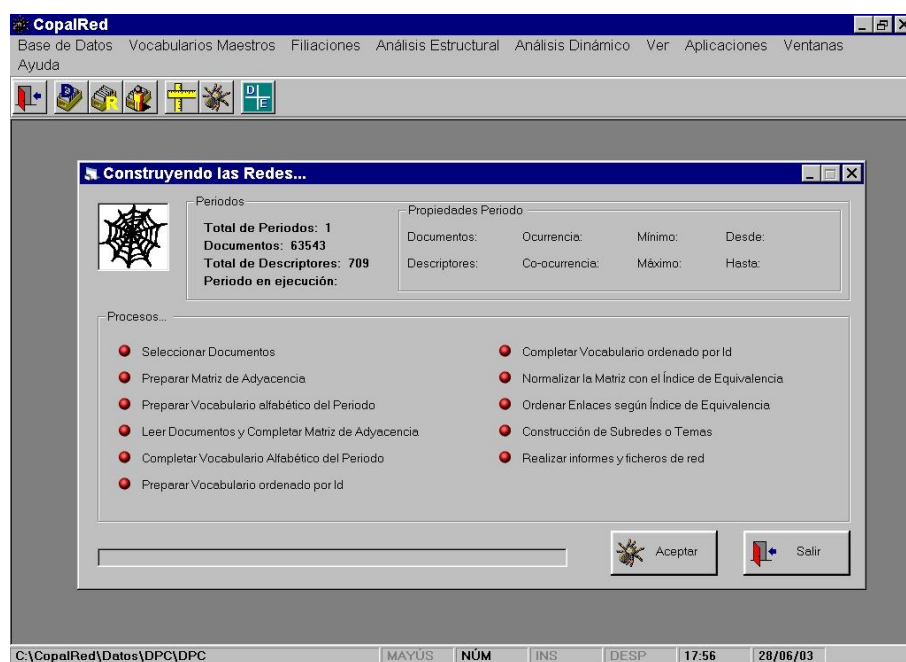 CopalRed
Base de Datos Vocabularios Maestros Filiaciones Análisis Estructural Análisis Dinámico Ver Aplicaciones Ventanas
Ayuda
D R D E
Construyendo las Redes...
Periodos
Total de Periodos: 1
Documentos: 63543
Total de Descriptores: 709
Periodo en ejecución:
Propiedades Periodo
Documentos: Ocurrencia: Mínimo: Desde:
Descriptores: Co-ocurrencia: Máximo: Hasta:
Procesos...
Seleccionar Documentos
Preparar Matriz de Adyacencia
Preparar Vocabulario alfabético del Periodo
Leer Documentos y Completar Matriz de Adyacencia
Completar Vocabulario Alfabético del Periodo
Preparar Vocabulario ordenado por Id
Completar Vocabulario ordenado por Id
Normalizar la Matriz con el Índice de Equivalencia
Ordenar Enlaces según Índice de Equivalencia
Construcción de Subredes o Temas
Realizar informes y ficheros de red
Aceptar Salir
C:\CopalRed\Datos\DPC\DPC MAYÚS NÚM INS DESP 17:56 28/06/03